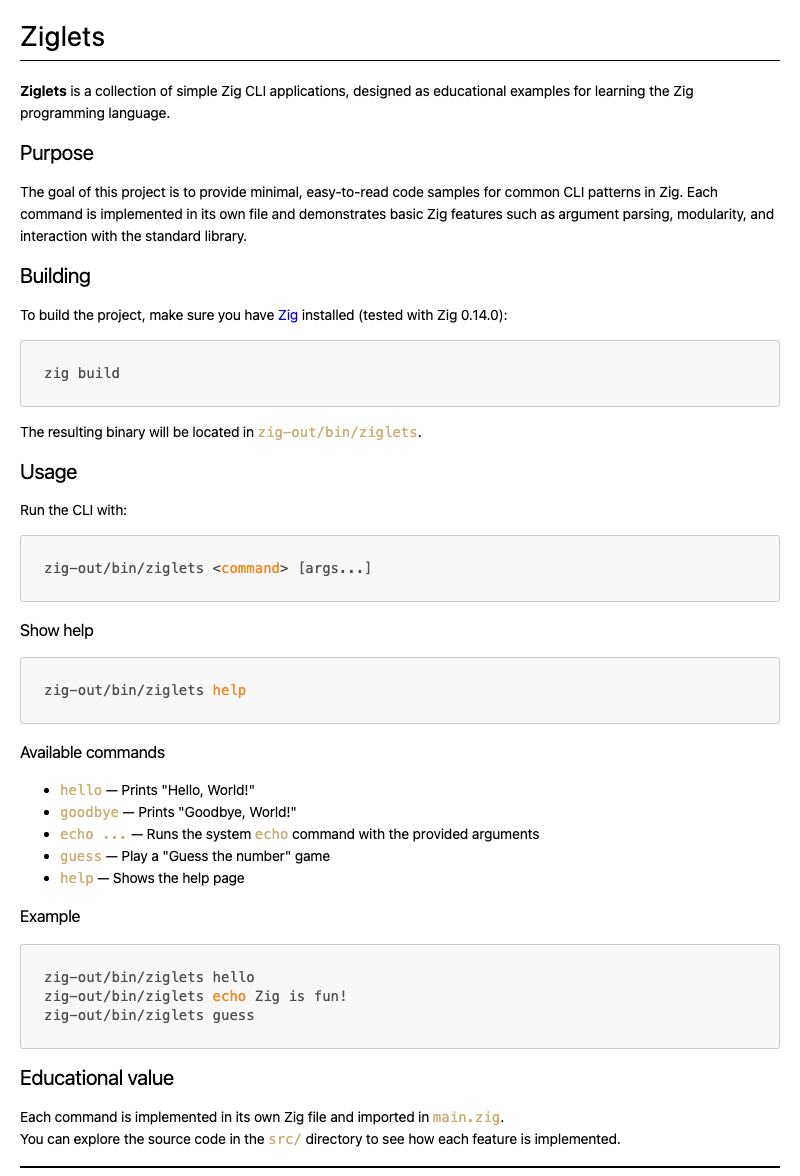 Ziglets
Ziglets is a collection of simple Zig CLI applications, designed as educational examples for learning the Zig
programming language.
Purpose
The goal of this project is to provide minimal, easy-to-read code samples for common CLI patterns in Zig. Each
command is implemented in its own file and demonstrates basic Zig features such as argument parsing, modularity, and
interaction with the standard library.
Building
To build the project, make sure you have Zig installed (tested with Zig 0.14.0):
zig build
The resulting binary will be located in zig-out/bin/ziglets.
Usage
Run the CLI with:
zig-out/bin/ziglets <command> [args...]
Show help
zig-out/bin/ziglets help
Available commands
• hello — Prints "Hello, World!"
• goodbye — Prints "Goodbye, World!"
• echo ... — Runs the system echo command with the provided arguments
• guess — Play a "Guess the number" game
• help — Shows the help page
Example
zig-out/bin/ziglets hello
zig-out/bin/ziglets echo Zig is fun!
zig-out/bin/ziglets guess
Educational value
Each command is implemented in its own Zig file and imported in main.zig.
You can explore the source code in the src/ directory to see how each feature is implemented.